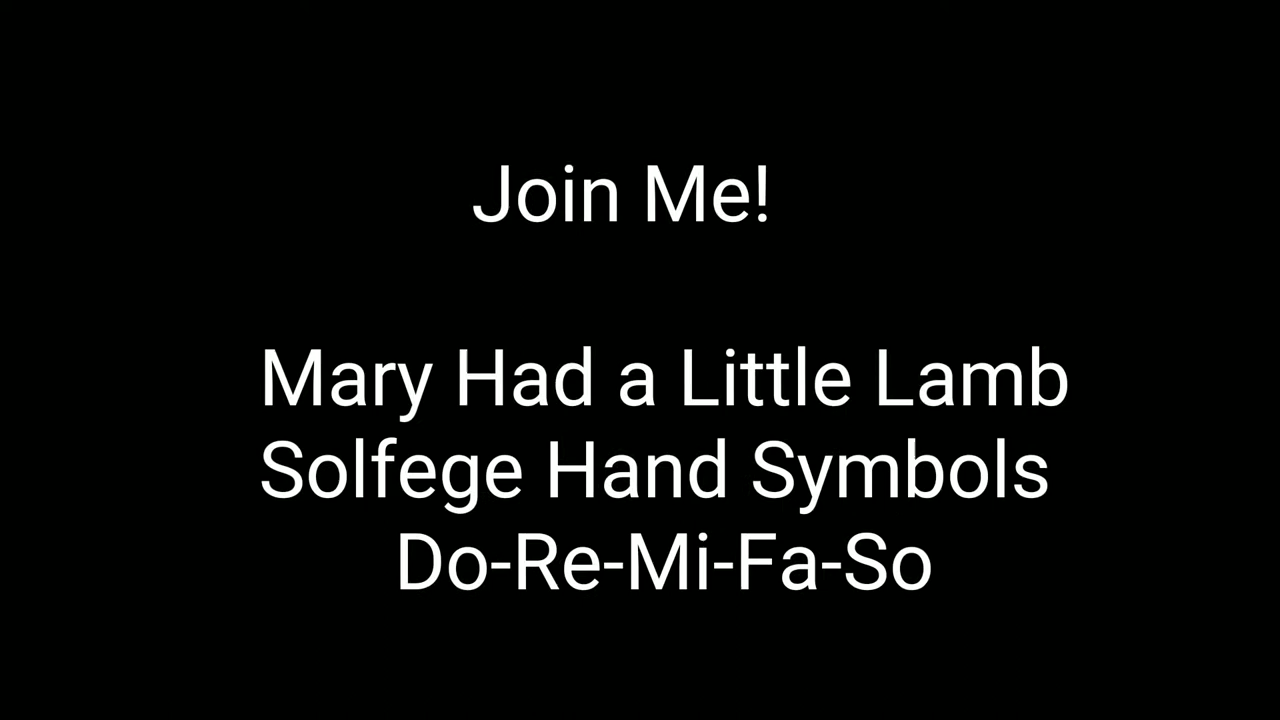 Join Me!
Mary Had a Little Lamb
Solfege Hand Symbols
Do-Re-Mi-Fa-So